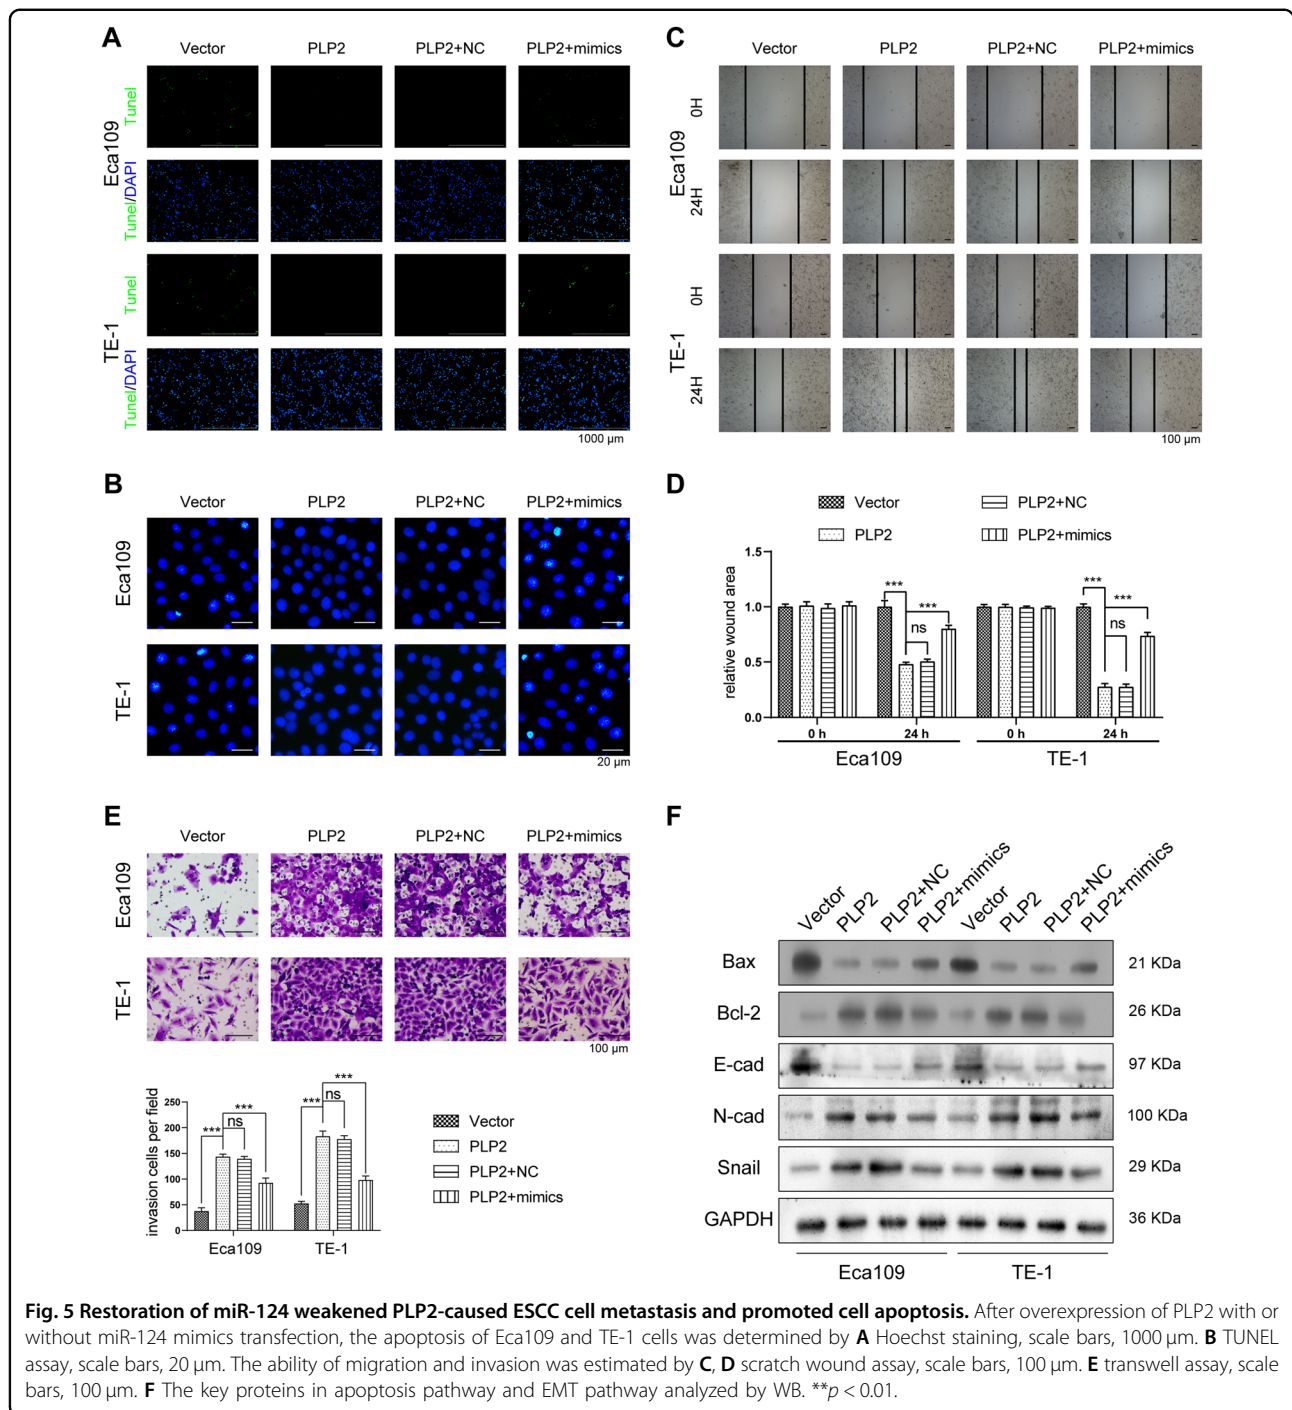 A
Vector PLP2 PLP2+NC PLP2+mimics
Eca109
Tunel
Tunel/DAPI
TE-1
Tunel
Tunel/DAPI
1000 μm
B
Vector PLP2 PLP2+NC PLP2+mimics
Eca109
TE-1
20 μm
C
Vector PLP2 PLP2+NC PLP2+mimics
Eca109
0H
24H
TE-1
0H
24H
100 μm
D
Vector PLP2+NC
PLP2 PLP2+mimics
relative wound area
1.5
1.0
0.5
0.0
*** *** ns *** *** ns
0 h 24 h 0 h 24 h
Eca109 TE-1
E
Vector PLP2 PLP2+NC PLP2+mimics
Eca109
TE-1
100 μm
invasion cells per field
250
200
150
100
50
0
*** ns *** *** ns ***
Eca109 TE-1
Vector
PLP2
PLP2+NC
PLP2+mimics
F
Vector PLP2 PLP2+NC PLP2+mimics Vector PLP2 PLP2+NC PLP2+mimics
Bax 21 KDa
Bcl-2 26 KDa
E-cad 97 KDa
N-cad 100 KDa
Snail 29 KDa
GAPDH 36 KDa
Eca109 TE-1
Fig. 5 Restoration of miR-124 weakened PLP2-caused ESCC cell metastasis and promoted cell apoptosis. After overexpression of PLP2 with or
without miR-124 mimics transfection, the apoptosis of Eca109 and TE-1 cells was determined by A Hoechst staining, scale bars, 1000 μm. B TUNEL
assay, scale bars, 20 μm. The ability of migration and invasion was estimated by C, D scratch wound assay, scale bars, 100 μm. E transwell assay, scale
bars, 100 μm. F The key proteins in apoptosis pathway and EMT pathway analyzed by WB. **p < 0.01.